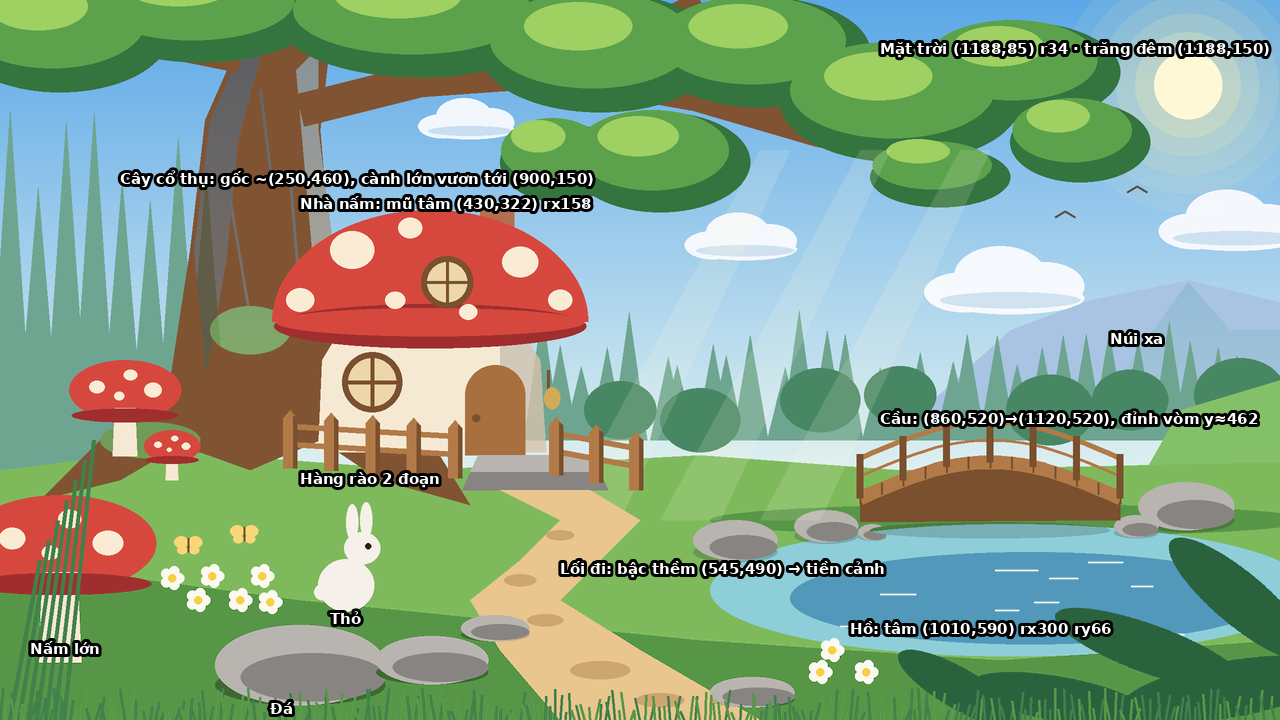 Mặt trời (1188,85) r34 · trăng đêm (1188,150)
Cây cổ thụ: gốc ~(250,460), cành lớn vươn tới (900,150)
Nhà nấm: mũ tâm (430,322) rx158
Núi xa
Cầu: (860,520)→(1120,520), đỉnh vòm y≈462
Hàng rào 2 đoạn
Lối đi: bậc thềm (545,490) → tiền cảnh
Thỏ
Hồ: tâm (1010,590) rx300 ry66
Nấm lớn
Đá